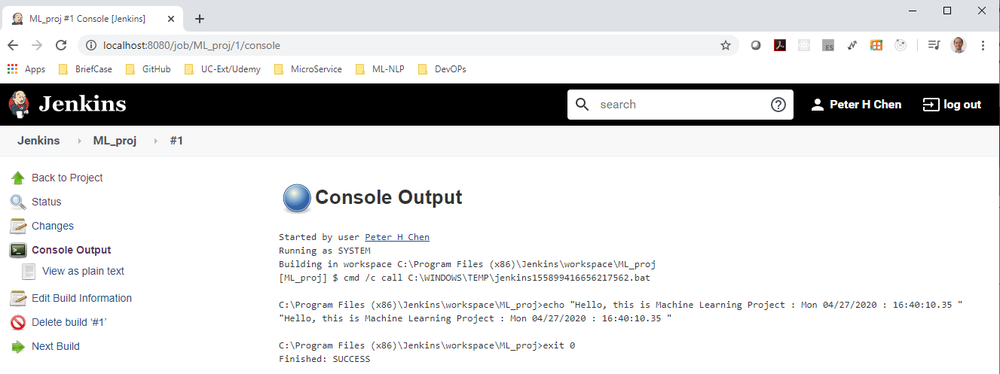 ML_proj #1 Console [Jenkins]
localhost:8080/job/ML_proj/1/console
ES
Apps BriefCase GitHub UC-Ext/Udemy MicroService ML-NLP DevOPs
Jenkins search Peter H Chen log out
Jenkins ML_proj #1
Back to Project
Status
Changes
Console Output
View as plain text
Edit Build Information
Delete build ‘#1’
Next Build
Console Output
Started by user Peter H Chen
Running as SYSTEM
Building in workspace C:\Program Files (x86)\Jenkins\workspace\ML_proj
[ML_proj] $ cmd /c call C:\WINDOWS\TEMP\jenkins155899416656217562.bat
C:\Program Files (x86)\Jenkins\workspace\ML_proj>echo "Hello, this is Machine Learning Project : Mon 04/27/2020 : 16:40:10.35 "
"Hello, this is Machine Learning Project : Mon 04/27/2020 : 16:40:10.35 "
C:\Program Files (x86)\Jenkins\workspace\ML_proj>exit 0
Finished: SUCCESS